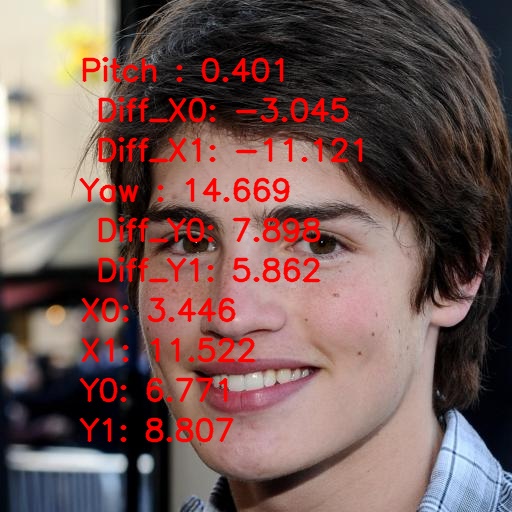 Pitch : 0.401
Diff_X0: -3.045
Diff_X1: -11.121
Yaw : 14.669
Diff_Y0: 7.898
Diff_Y1: 5.862
X0: 3.446
X1: 11.522
Y0: 6.771
Y1: 8.807